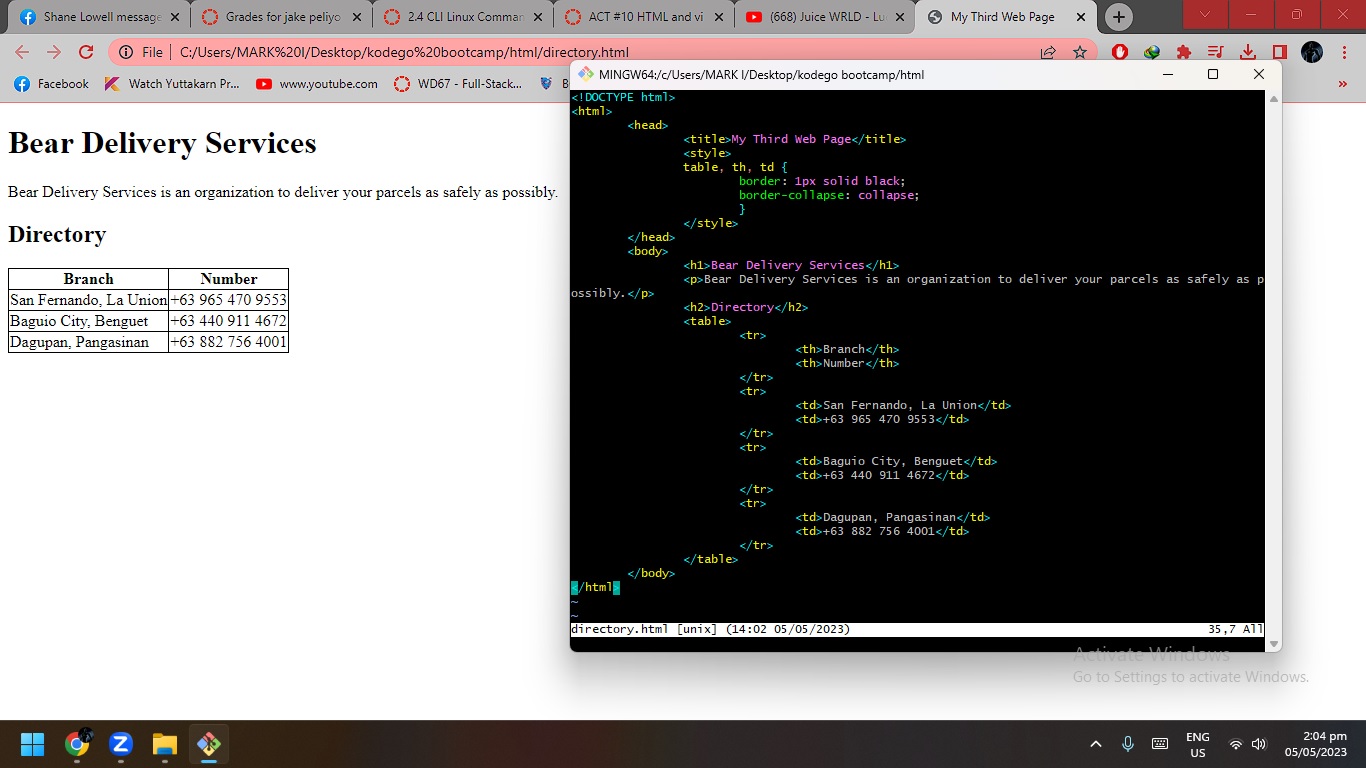 Shane Lowell message
Grades for jake peliyo
2.4 CLI Linux Comman
ACT #10 HTML and vi
(668) Juice WRLD - Lu
My Third Web Page
File
C:/Users/MARK%20I/Desktop/kodego%20bootcamp/html/directory.html
Facebook
Watch Yuttakarn Pr...
www.youtube.com
WD67 - Full-Stack...
Bear Delivery Services
Bear Delivery Services is an organization to deliver your parcels as safely as possibly.
Directory
Branch Number
San Fernando, La Union +63 965 470 9553
Baguio City, Benguet +63 440 911 4672
Dagupan, Pangasinan +63 882 756 4001
MINGW64:/c/Users/MARK I/Desktop/kodego bootcamp/html
<!DOCTYPE html>
<html>
<head>
<title>My Third Web Page</title>
<style>
table, th, td {
border: 1px solid black;
border-collapse: collapse;
}
</style>
</head>
<body>
<h1>Bear Delivery Services</h1>
<p>Bear Delivery Services is an organization to deliver your parcels as safely as p
ossibly.</p>
<h2>Directory</h2>
<table>
<tr>
<th>Branch</th>
<th>Number</th>
</tr>
<tr>
<td>San Fernando, La Union</td>
<td>+63 965 470 9553</td>
</tr>
<tr>
<td>Baguio City, Benguet</td>
<td>+63 440 911 4672</td>
</tr>
<tr>
<td>Dagupan, Pangasinan</td>
<td>+63 882 756 4001</td>
</tr>
</table>
</body>
</html>
~
~
directory.html [unix] (14:02 05/05/2023) 35,7 All
Activate Windows
Go to Settings to activate Windows.
ENG
US
2:04 pm
05/05/2023